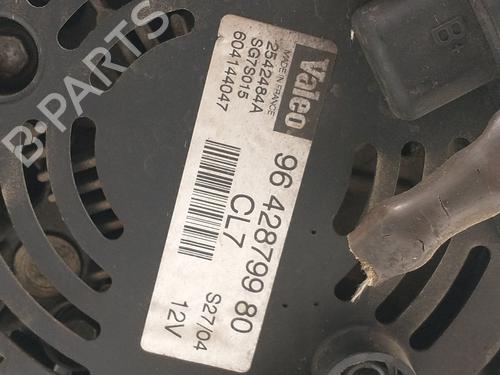 Valeo
MADE IN FRANCE
2542484A
SG7S015
604144047
96 428799 80
CL7
S27/04
12V
B+
B-PARTS